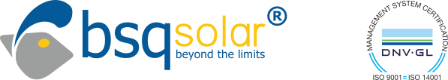 bsqsolar®
beyond the limits
MANAGEMENT SYSTEM CERTIFICATION
DNV·GL
ISO 9001 = ISO 14001